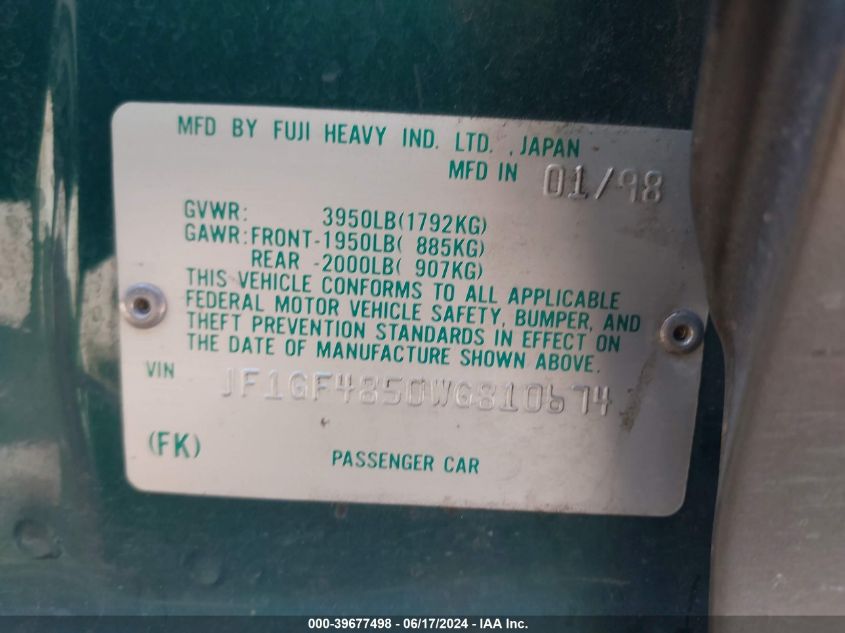 MFD BY FUJI HEAVY IND. LTD. , JAPAN
MFD IN 01/98
GVWR: 3950LB(1792KG)
GAWR:FRONT-1950LB( 885KG)
REAR -2000LB( 907KG)
THIS VEHICLE CONFORMS TO ALL APPLICABLE
FEDERAL MOTOR VEHICLE SAFETY, BUMPER, AND
THEFT PREVENTION STANDARDS IN EFFECT ON
THE DATE OF MANUFACTURE SHOWN ABOVE.
VIN JF1GF4850WG810674
(FK) PASSENGER CAR
000-39677498 - 06/17/2024 - IAA Inc.